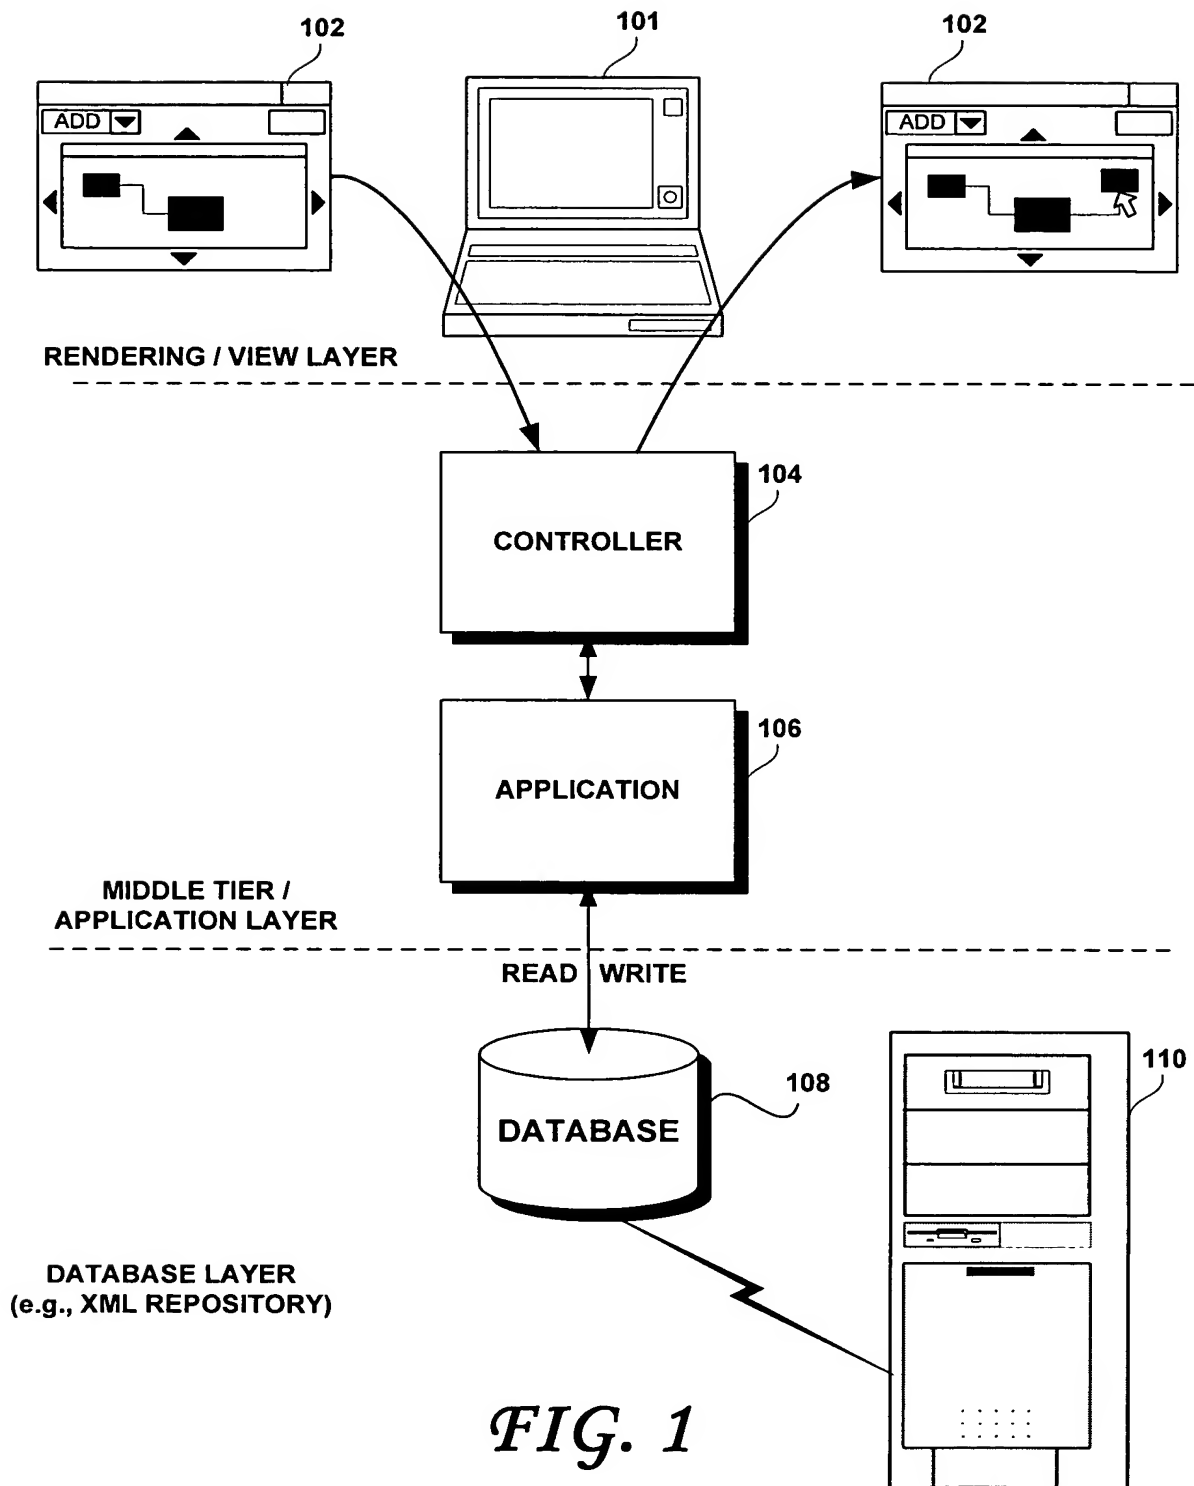 102
101
102
ADD
ADD
RENDERING / VIEW LAYER
104
CONTROLLER
106
APPLICATION
MIDDLE TIER /
APPLICATION LAYER
READ WRITE
110
108
DATABASE
DATABASE LAYER
(e.g., XML REPOSITORY)
FIG. 1